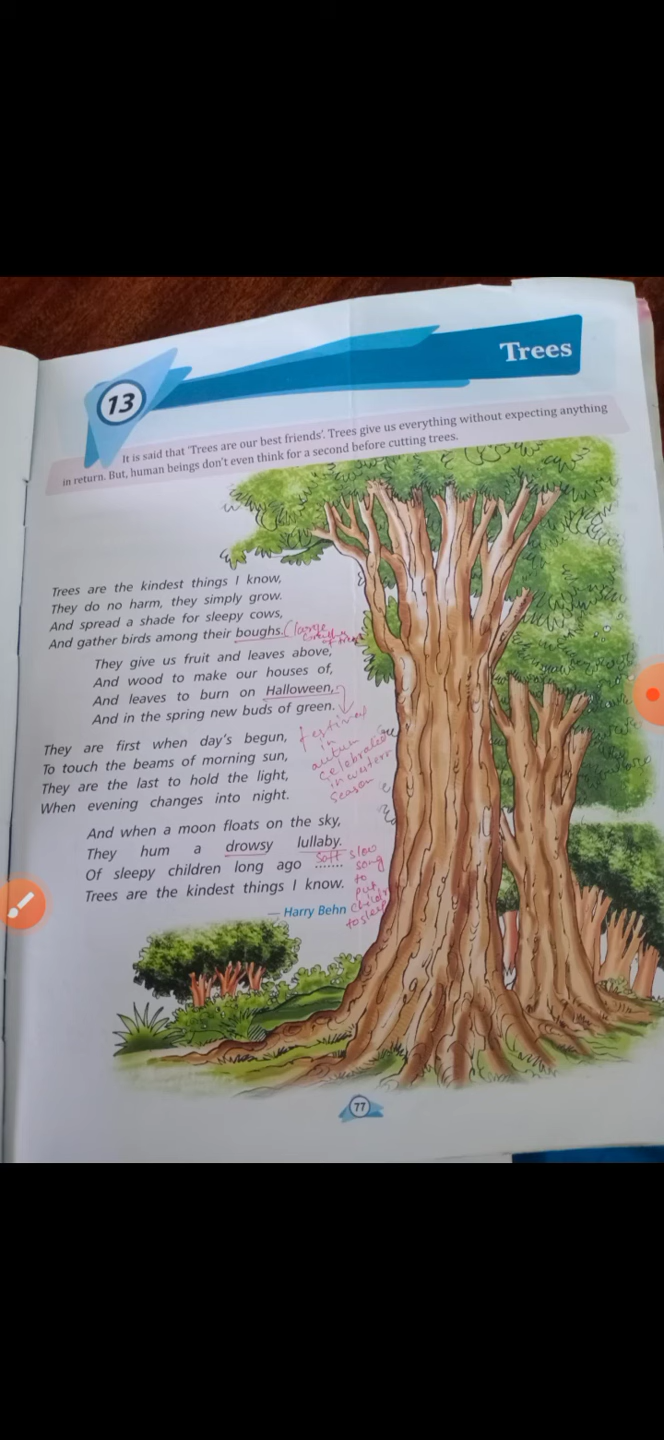 Trees
13
It is said that 'Trees are our best friends'. Trees give us everything without expecting anything
in return. But, human beings don't even think for a second before cutting trees.
Trees are the kindest things I know,
They do no harm, they simply grow.
And spread a shade for sleepy cows,
And gather birds among their boughs. (large
of trees
They give us fruit and leaves above,
And wood to make our houses of,
And leaves to burn on Halloween,
And in the spring new buds of green.
festival
in
autum
celebrated
in western
season
They are first when day's begun,
To touch the beams of morning sun,
They are the last to hold the light,
When evening changes into night.
And when a moon floats on the sky,
They hum a drowsy lullaby.
Of sleepy children long ago ......
Trees are the kindest things I know.
soft slow
song
to
put
to sleep
— Harry Behn
77